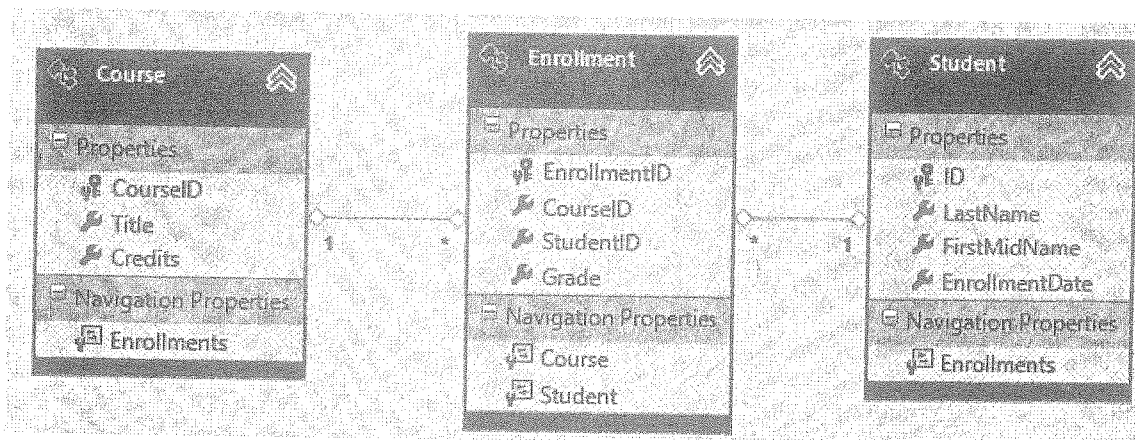 Course
Properties
CourseID
Title
Credits
Navigation Properties
Enrollments
1
*
Enrollment
Properties
EnrollmentID
CourseID
StudentID
Grade
Navigation Properties
Course
Student
*
1
Student
Properties
ID
LastName
FirstMidName
EnrollmentDate
Navigation Properties
Enrollments